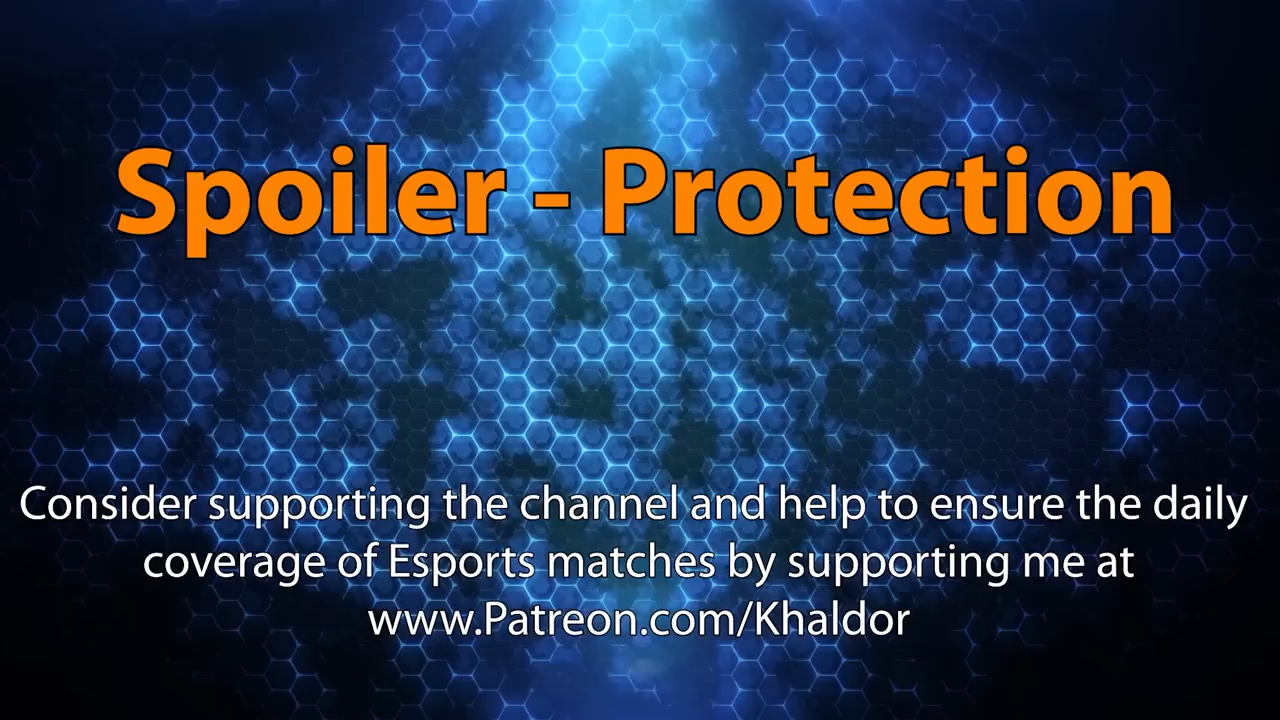 Spoiler - Protection
Consider supporting the channel and help to ensure the daily
coverage of Esports matches by supporting me at
www.Patreon.com/Khaldor